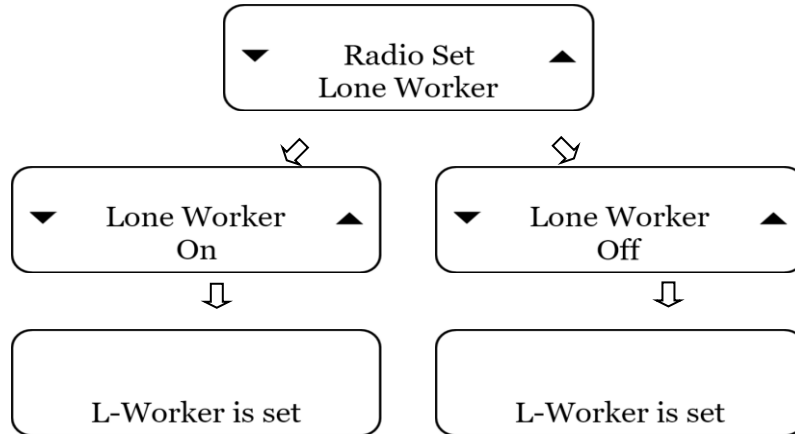 Radio Set
Lone Worker
Lone Worker
On
Lone Worker
Off
L-Worker is set
L-Worker is set